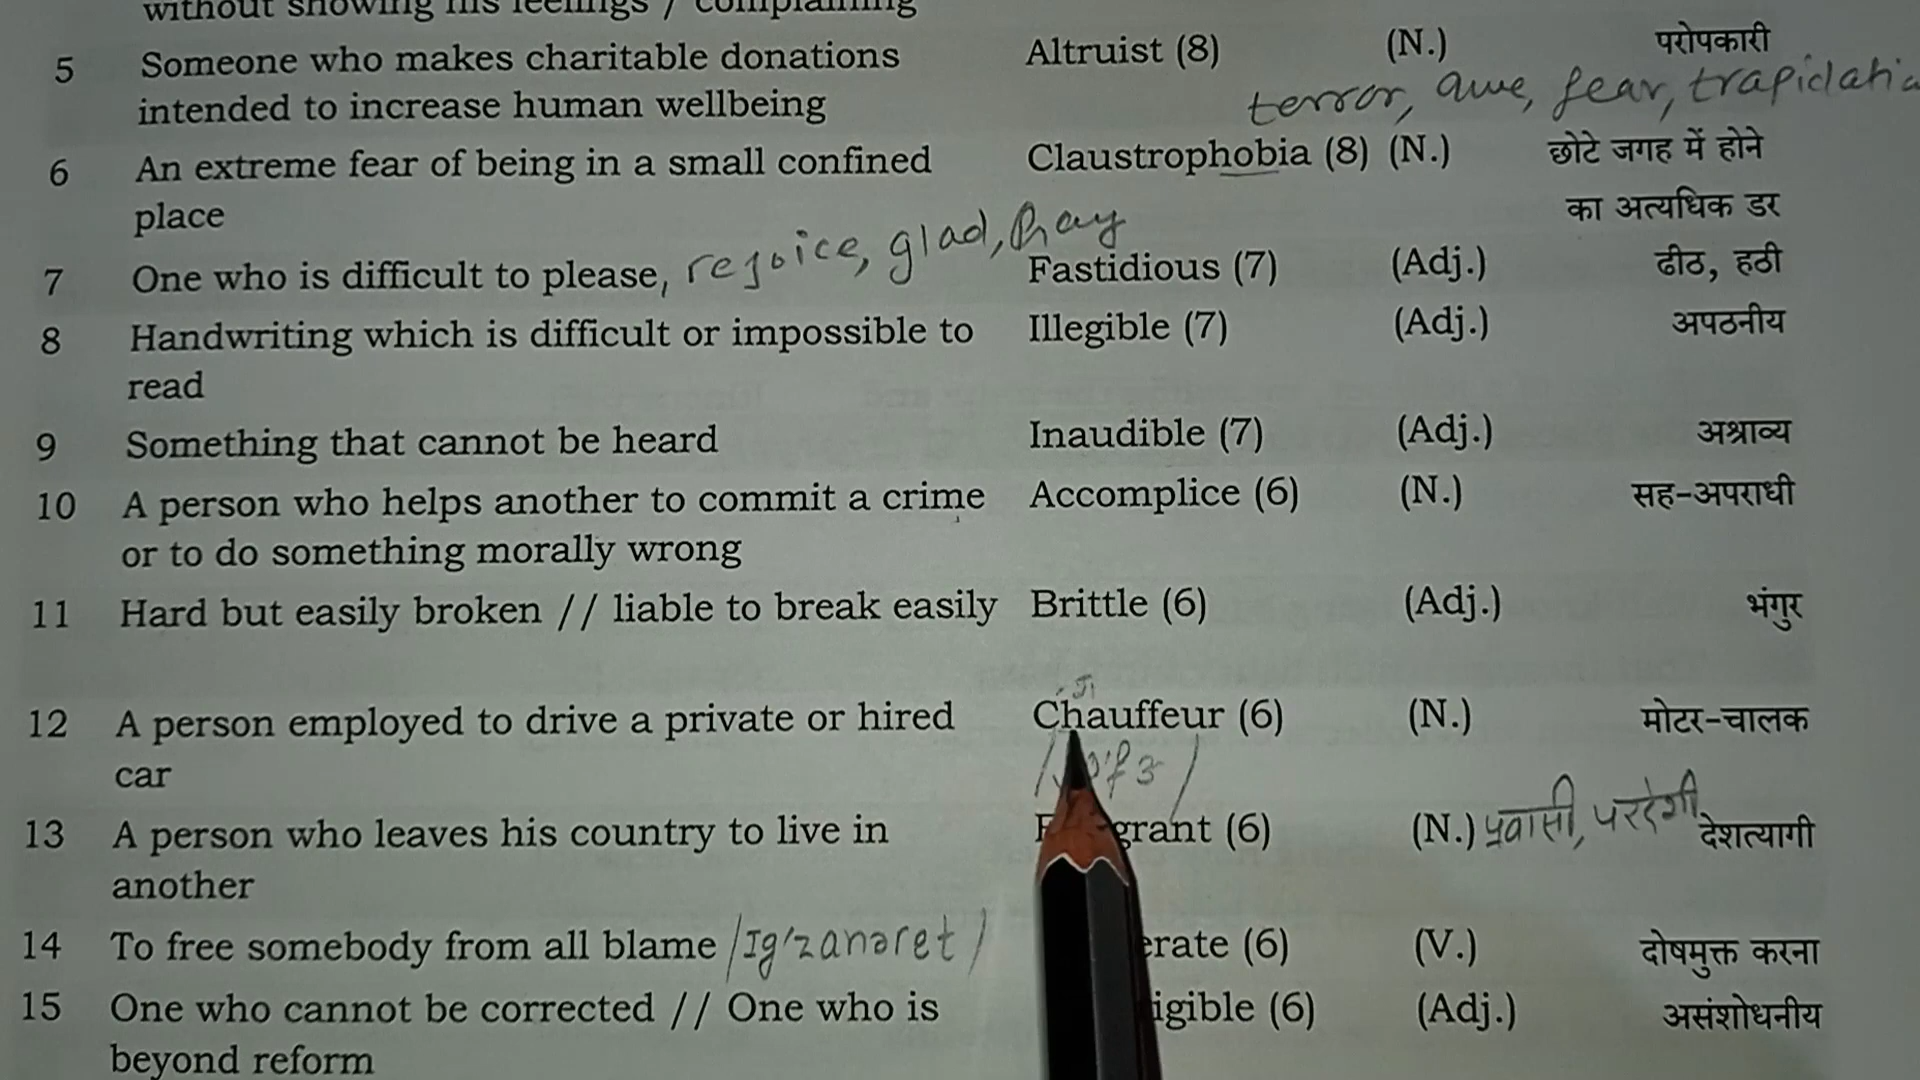 without showing his feelings / complaining
5 Someone who makes charitable donations Altruist (8) (N.) परोपकारी
intended to increase human wellbeing terror, awe, fear,
6 An extreme fear of being in a small confined Claustrophobia (8) (N.) छोटे जगह में होने
place का अत्यधिक डर
7 One who is difficult to please, rejoice, glad, Fastidious (7) (Adj.) ढीठ, हठी
8 Handwriting which is difficult or impossible to Illegible (7) (Adj.) अपठनीय
read
9 Something that cannot be heard Inaudible (7) (Adj.) अश्राव्य
10 A person who helps another to commit a crime Accomplice (6) (N.) सह-अपराधी
or to do something morally wrong
11 Hard but easily broken // liable to break easily Brittle (6) (Adj.) भंगुर
12 A person employed to drive a private or hired Chauffeur (6) (N.) मोटर-चालक
car
13 A person who leaves his country to live in grant (6) (N.) प्रवासी, परदेशी देशत्यागी
another
14 To free somebody from all blame /Ig'zanəret/ erate (6) (V.) दोषमुक्त करना
15 One who cannot be corrected // One who is igible (6) (Adj.) असंशोधनीय
beyond reform